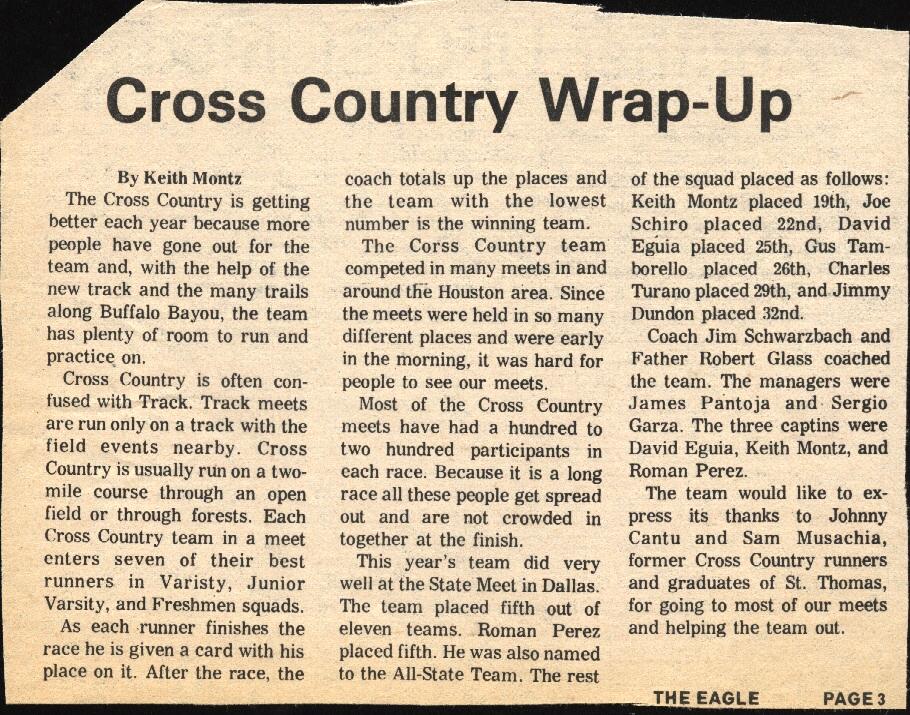 Cross Country Wrap-Up
By Keith Montz
The Cross Country is getting
better each year because more
people have gone out for the
team and, with the help of the
new track and the many trails
along Buffalo Bayou, the team
has plenty of room to run and
practice on.
Cross Country is often con-
fused with Track. Track meets
are run only on a track with the
field events nearby. Cross
Country is usually run on a two-
mile course through an open
field or through forests. Each
Cross Country team in a meet
enters seven of their best
runners in Varisty, Junior
Varsity, and Freshmen squads.
As each runner finishes the
race he is given a card with his
place on it. After the race, the
coach totals up the places and
the team with the lowest
number is the winning team.
The Corss Country team
competed in many meets in and
around the Houston area. Since
the meets were held in so many
different places and were early
in the morning, it was hard for
people to see our meets.
Most of the Cross Country
meets have had a hundred to
two hundred participants in
each race. Because it is a long
race all these people get spread
out and are not crowded in
together at the finish.
This year's team did very
well at the State Meet in Dallas.
The team placed fifth out of
eleven teams. Roman Perez
placed fifth. He was also named
to the All-State Team. The rest
of the squad placed as follows:
Keith Montz placed 19th, Joe
Schiro placed 22nd, David
Eguia placed 25th, Gus Tam-
borello placed 26th, Charles
Turano placed 29th, and Jimmy
Dundon placed 32nd.
Coach Jim Schwarzbach and
Father Robert Glass coached
the team. The managers were
James Pantoja and Sergio
Garza. The three captins were
David Eguia, Keith Montz, and
Roman Perez.
The team would like to ex-
press its thanks to Johnny
Cantu and Sam Musachia,
former Cross Country runners
and graduates of St. Thomas,
for going to most of our meets
and helping the team out.
THE EAGLE PAGE 3